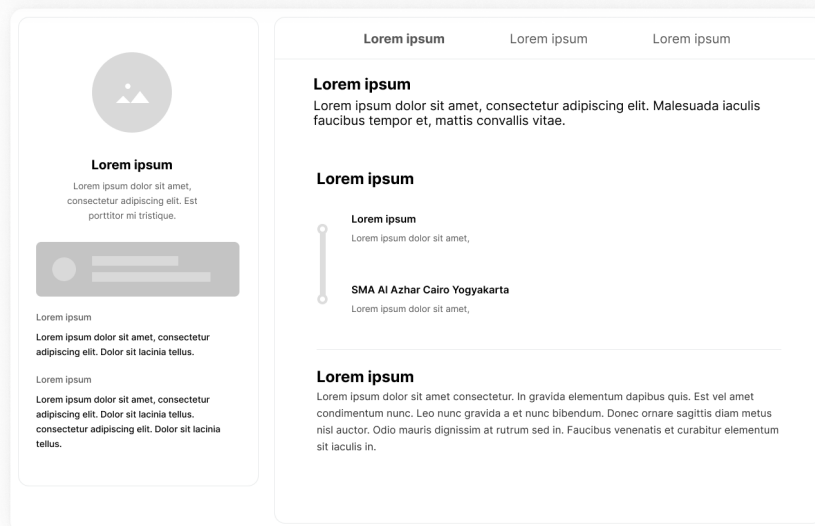 Lorem ipsum
Lorem ipsum dolor sit amet,
consectetur adipiscing elit. Est
porttitor mi tristique.
Lorem ipsum
Lorem ipsum dolor sit amet, consectetur
adipiscing elit. Dolor sit lacinia tellus.
Lorem ipsum
Lorem ipsum dolor sit amet, consectetur
adipiscing elit. Dolor sit lacinia tellus.
consectetur adipiscing elit. Dolor sit lacinia
tellus.
Lorem ipsum Lorem ipsum Lorem ipsum
Lorem ipsum
Lorem ipsum dolor sit amet, consectetur adipiscing elit. Malesuada iaculis
faucibus tempor et, mattis convallis vitae.
Lorem ipsum
Lorem ipsum
Lorem ipsum dolor sit amet,
SMA Al Azhar Cairo Yogyakarta
Lorem ipsum dolor sit amet,
Lorem ipsum
Lorem ipsum dolor sit amet consectetur. In gravida elementum dapibus quis. Est vel amet
condimentum nunc. Leo nunc gravida a et nunc bibendum. Donec ornare sagittis diam metus
nisl auctor. Odio mauris dignissim at rutrum sed in. Faucibus venenatis et curabitur elementum
sit iaculis in.